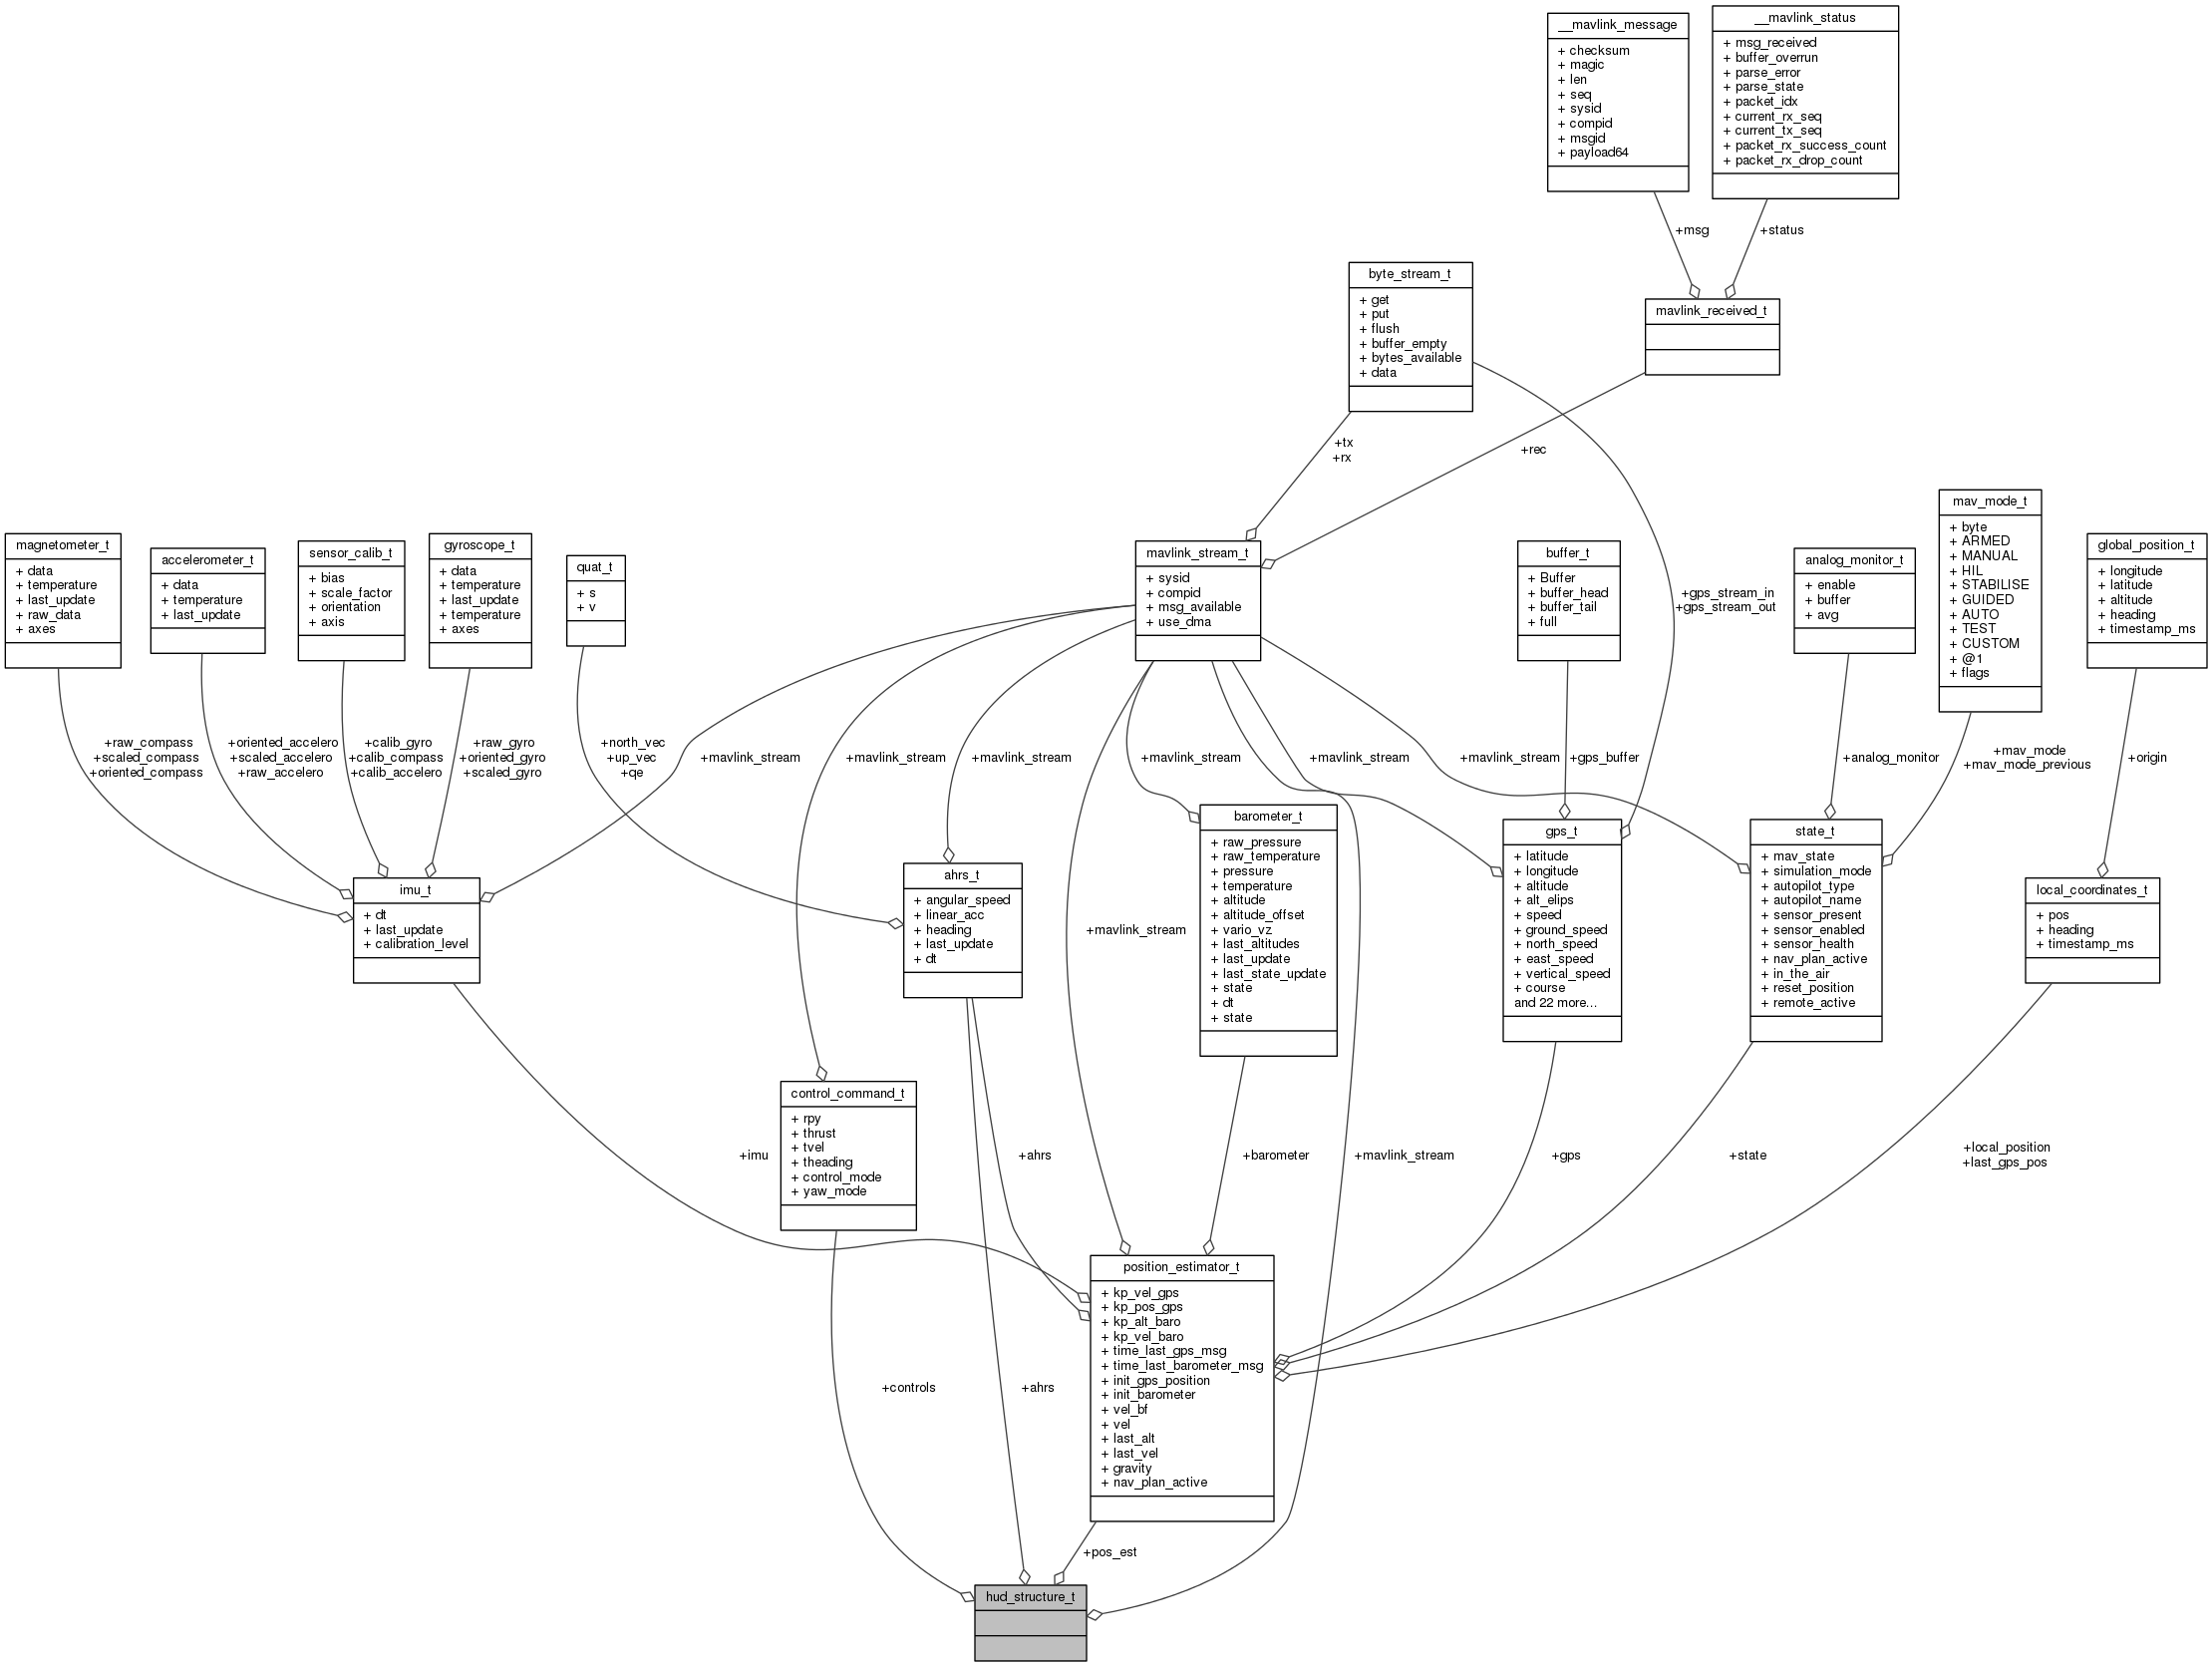 __mavlink_message
+ checksum
+ magic
+ len
+ seq
+ sysid
+ compid
+ msgid
+ payload64
__mavlink_status
+ msg_received
+ buffer_overrun
+ parse_error
+ parse_state
+ packet_idx
+ current_rx_seq
+ current_tx_seq
+ packet_rx_success_count
+ packet_rx_drop_count
+msg
+status
byte_stream_t
+ get
+ put
+ flush
+ buffer_empty
+ bytes_available
+ data
mavlink_received_t
+tx
+rx
+rec
magnetometer_t
+ data
+ temperature
+ last_update
+ raw_data
+ axes
accelerometer_t
+ data
+ temperature
+ last_update
sensor_calib_t
+ bias
+ scale_factor
+ orientation
+ axis
gyroscope_t
+ data
+ temperature
+ last_update
+ temperature
+ axes
quat_t
+ s
+ v
mavlink_stream_t
+ sysid
+ compid
+ msg_available
+ use_dma
buffer_t
+ Buffer
+ buffer_head
+ buffer_tail
+ full
+gps_stream_in
+gps_stream_out
analog_monitor_t
+ enable
+ buffer
+ avg
mav_mode_t
+ byte
+ ARMED
+ MANUAL
+ HIL
+ STABILISE
+ GUIDED
+ AUTO
+ TEST
+ CUSTOM
+ @1
+ flags
global_position_t
+ longitude
+ latitude
+ altitude
+ heading
+ timestamp_ms
+raw_compass
+scaled_compass
+oriented_compass
+oriented_accelero
+scaled_accelero
+raw_accelero
+calib_gyro
+calib_compass
+calib_accelero
+raw_gyro
+oriented_gyro
+scaled_gyro
+north_vec
+up_vec
+qe
+mavlink_stream
+mavlink_stream
+mavlink_stream
+mavlink_stream
+mavlink_stream
+mavlink_stream
+gps_buffer
+analog_monitor
+mav_mode
+mav_mode_previous
+origin
imu_t
+ dt
+ last_update
+ calibration_level
ahrs_t
+ angular_speed
+ linear_acc
+ heading
+ last_update
+ dt
+mavlink_stream
barometer_t
+ raw_pressure
+ raw_temperature
+ pressure
+ temperature
+ altitude
+ altitude_offset
+ vario_vz
+ last_altitudes
+ last_update
+ last_state_update
+ state
+ dt
+ state
gps_t
+ latitude
+ longitude
+ altitude
+ alt_elips
+ speed
+ ground_speed
+ north_speed
+ east_speed
+ vertical_speed
+ course
and 22 more...
state_t
+ mav_state
+ simulation_mode
+ autopilot_type
+ autopilot_name
+ sensor_present
+ sensor_enabled
+ sensor_health
+ nav_plan_active
+ in_the_air
+ reset_position
+ remote_active
local_coordinates_t
+ pos
+ heading
+ timestamp_ms
+imu
control_command_t
+ rpy
+ thrust
+ tvel
+ theading
+ control_mode
+ yaw_mode
+ahrs
+barometer
+mavlink_stream
+gps
+state
+local_position
+last_gps_pos
position_estimator_t
+ kp_vel_gps
+ kp_pos_gps
+ kp_alt_baro
+ kp_vel_baro
+ time_last_gps_msg
+ time_last_barometer_msg
+ init_gps_position
+ init_barometer
+ vel_bf
+ vel
+ last_alt
+ last_vel
+ gravity
+ nav_plan_active
+controls
+ahrs
+pos_est
hud_structure_t